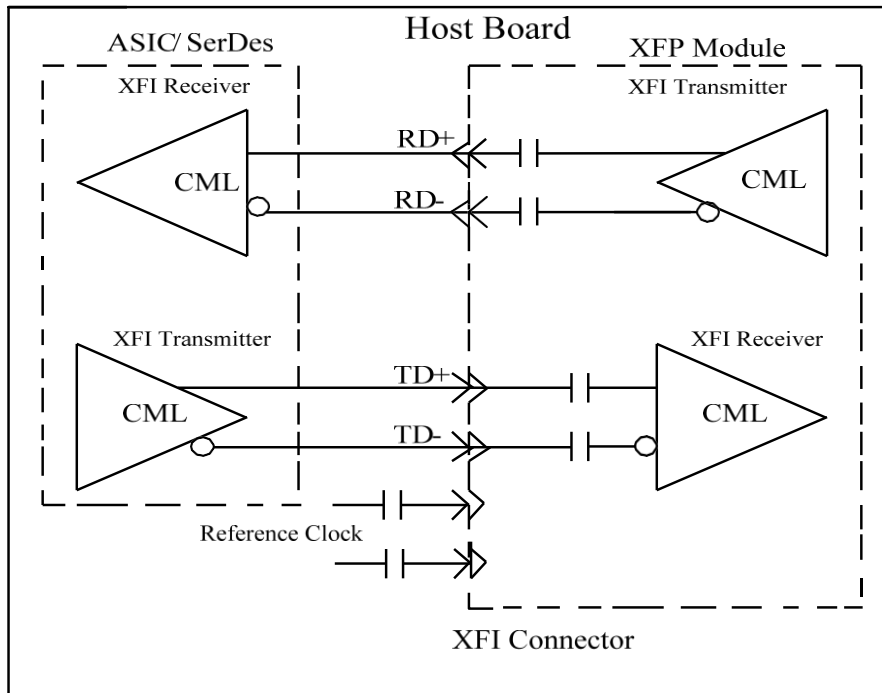 Host Board
ASIC/ SerDes
XFP Module
XFI Receiver
XFI Transmitter
RD+
CML
CML
RD-
XFI Transmitter
XFI Receiver
TD+
CML
CML
TD-
Reference Clock
XFI Connector